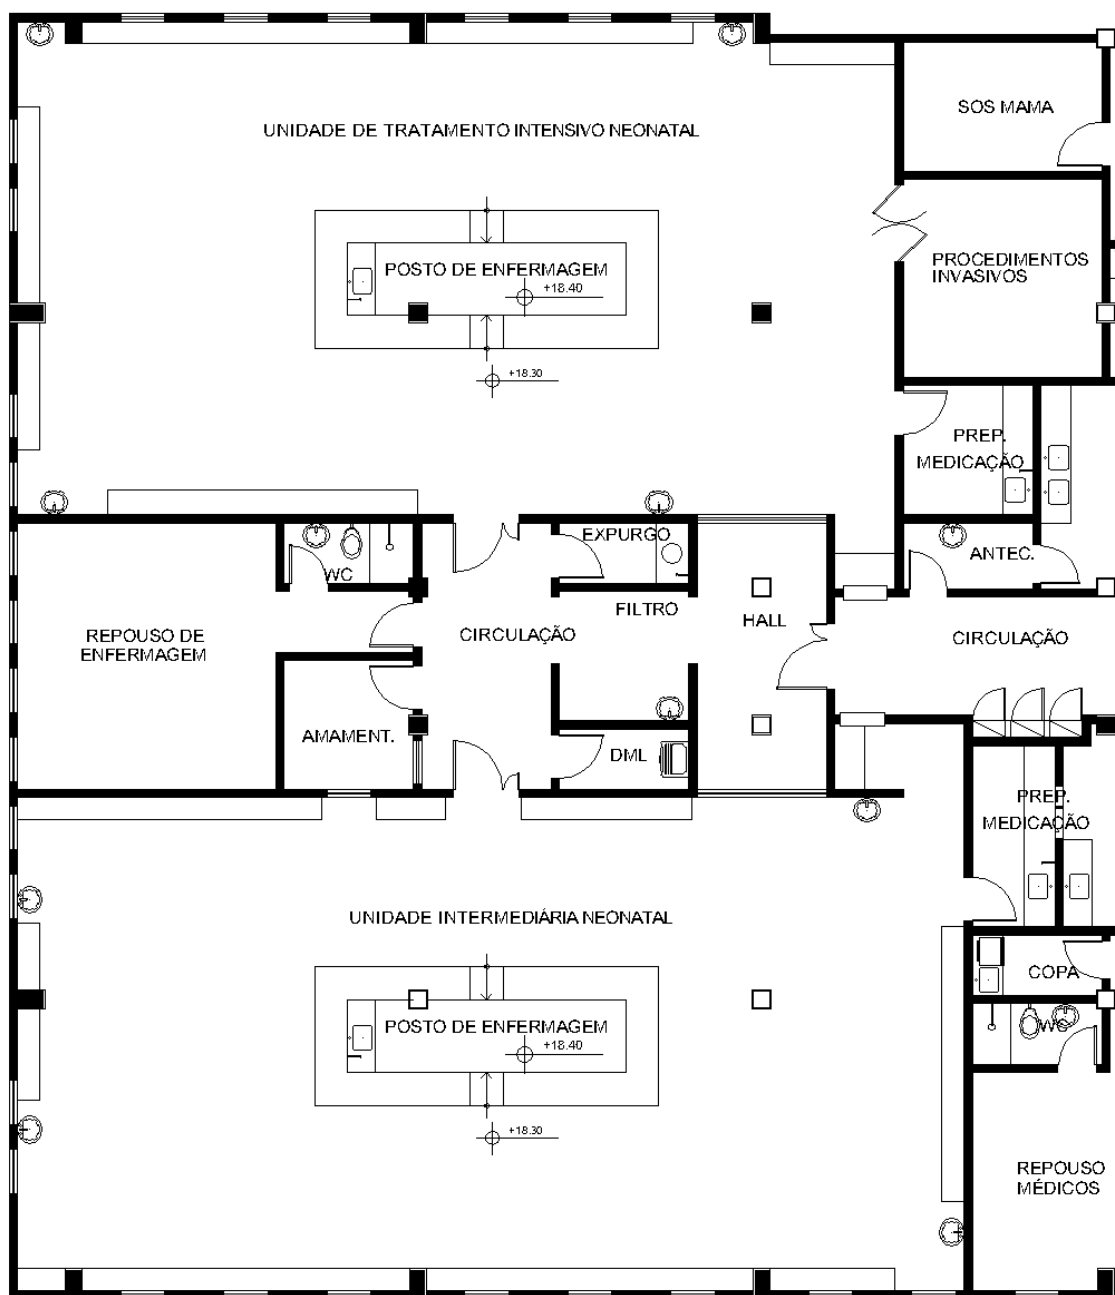 SOS MAMA
UNIDADE DE TRATAMENTO INTENSIVO NEONATAL
PROCEDIMENTOS
INVASIVOS
POSTO DE ENFERMAGEM
+18.40
+18.30
PREP.
MEDICAÇÃO
EXPURGO
ANTEC.
WC
FILTRO
HALL
REPOUSO DE
ENFERMAGEM
CIRCULAÇÃO
CIRCULAÇÃO
AMAMENT.
DML
PREP.
MEDICAÇÃO
UNIDADE INTERMEDIÁRIA NEONATAL
COPA
POSTO DE ENFERMAGEM
WC
+18.40
+18.30
REPOUSO
MÉDICOS